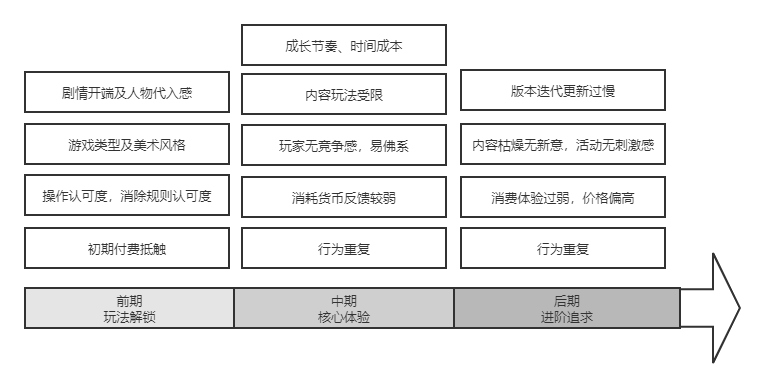 成长节奏、时间成本
剧情开端及人物代入感
内容玩法受限
版本迭代更新过慢
游戏类型及美术风格
玩家无竞争感，易佛系
内容枯燥无新意，活动无刺激感
操作认可度，消除规则认可度
消耗货币反馈较弱
消费体验过弱，价格偏高
初期付费抵触
行为重复
行为重复
前期
玩法解锁
中期
核心体验
后期
进阶追求